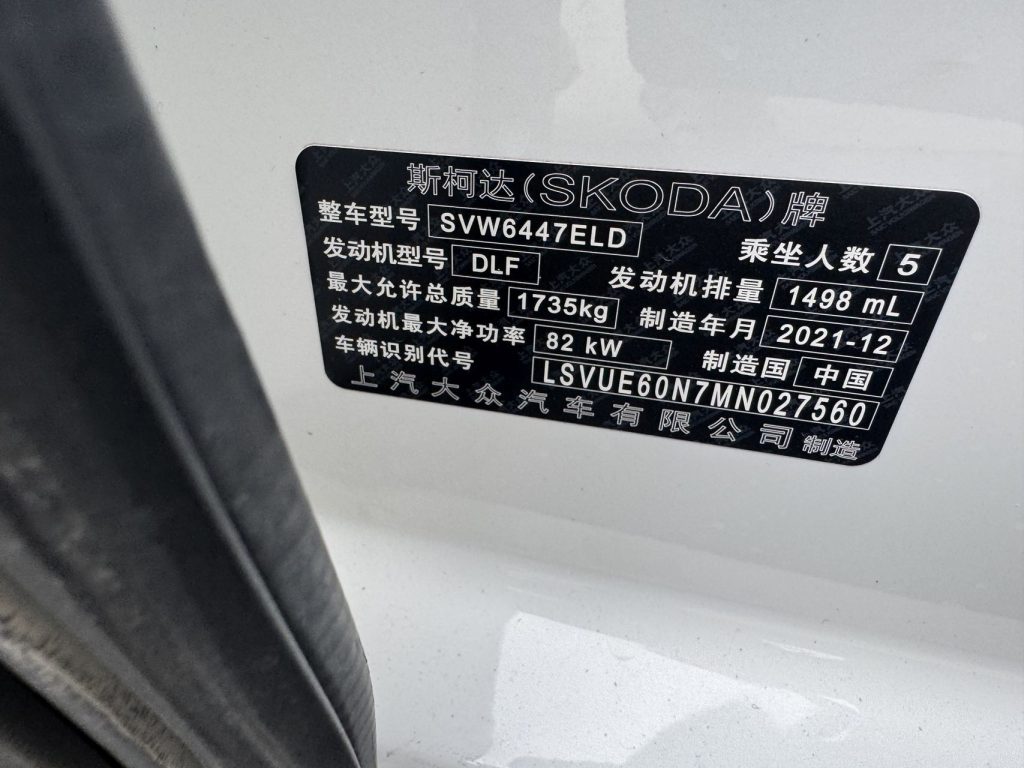 斯柯达(SKODA)牌
整车型号 SVW6447ELD 乘坐人数 5
发动机型号 DLF 发动机排量 1498 mL
最大允许总质量 1735kg 制造年月 2021-12
发动机最大净功率 82 kW 制造国 中国
车辆识别代号 LSVUE60N7MN027560
上汽大众汽车有限公司 制造